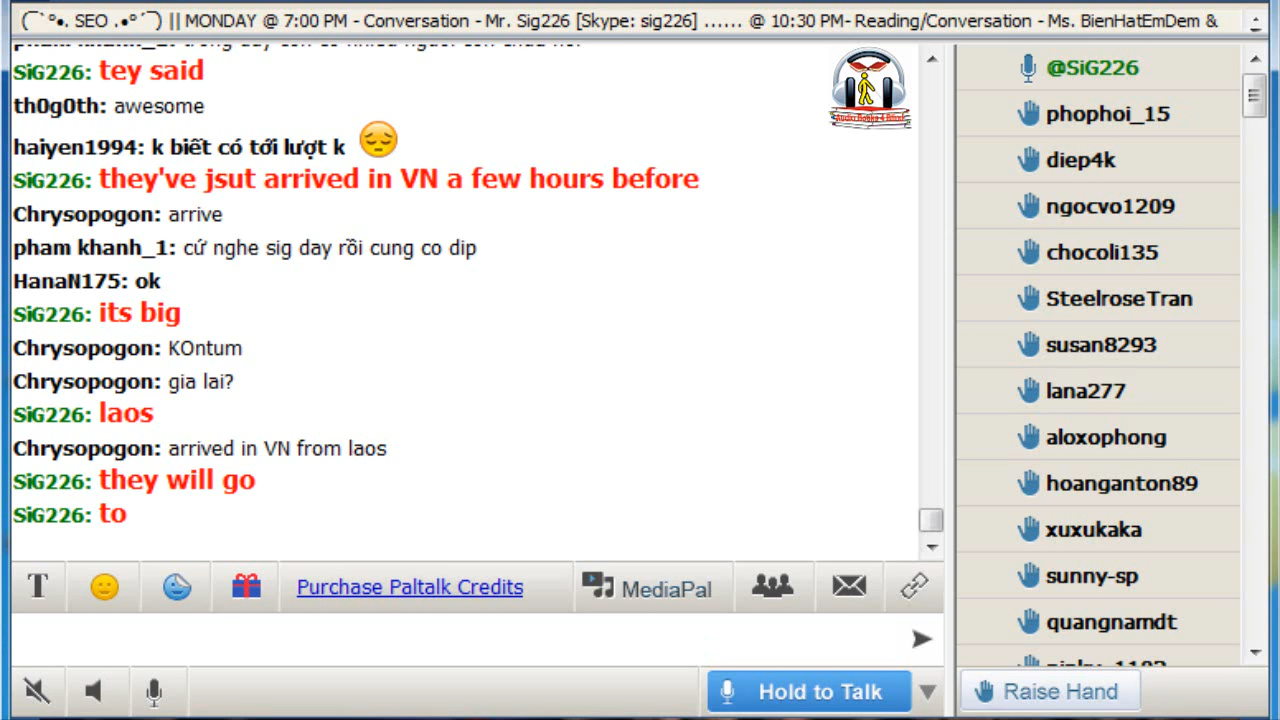 (¯`°•. SEO .•°´¯) || MONDAY @ 7:00 PM - Conversation - Mr. Sig226 [Skype: sig226] ...... @ 10:30 PM- Reading/Conversation - Ms. BienHatEmDem &
SiG226: tey said
th0g0th: awesome
haiyen1994: k biết có tới lượt k
SiG226: they've jsut arrived in VN a few hours before
Chrysopogon: arrive
pham khanh_1: cứ nghe sig day rồi cung co dip
HanaN175: ok
SiG226: its big
Chrysopogon: KOntum
Chrysopogon: gia lai?
SiG226: laos
Chrysopogon: arrived in VN from laos
SiG226: they will go
SiG226: to
Audio Books 4 Blind
Purchase Paltalk Credits
MediaPal
Hold to Talk
@SiG226
phophoi_15
diep4k
ngocvo1209
chocoli135
SteelroseTran
susan8293
lana277
aloxophong
hoanganton89
xuxukaka
sunny-sp
quangnamdt
Raise Hand